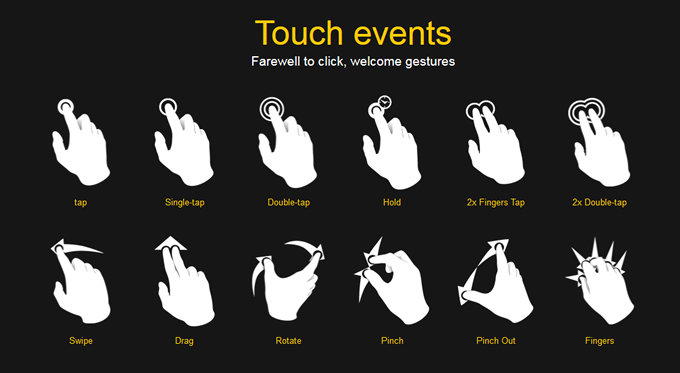 Touch events
Farewell to click, welcome gestures
tap
Single-tap
Double-tap
Hold
2x Fingers Tap
2x Double-tap
Swipe
Drag
Rotate
Pinch
Pinch Out
Fingers